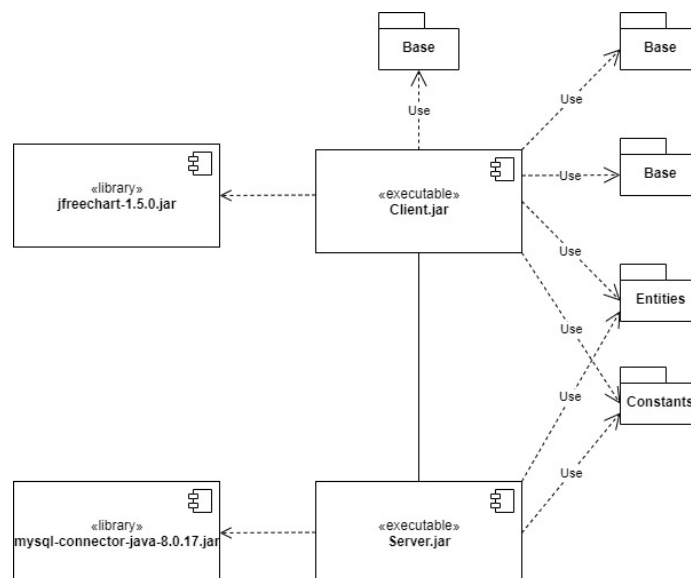 Base
Base
Use
Use
«library»
jfreechart-1.5.0.jar
«executable»
Client.jar
Use
Base
Use
Entities
Use
Use
Constants
Use
«library»
mysql-connector-java-8.0.17.jar
«executable»
Server.jar